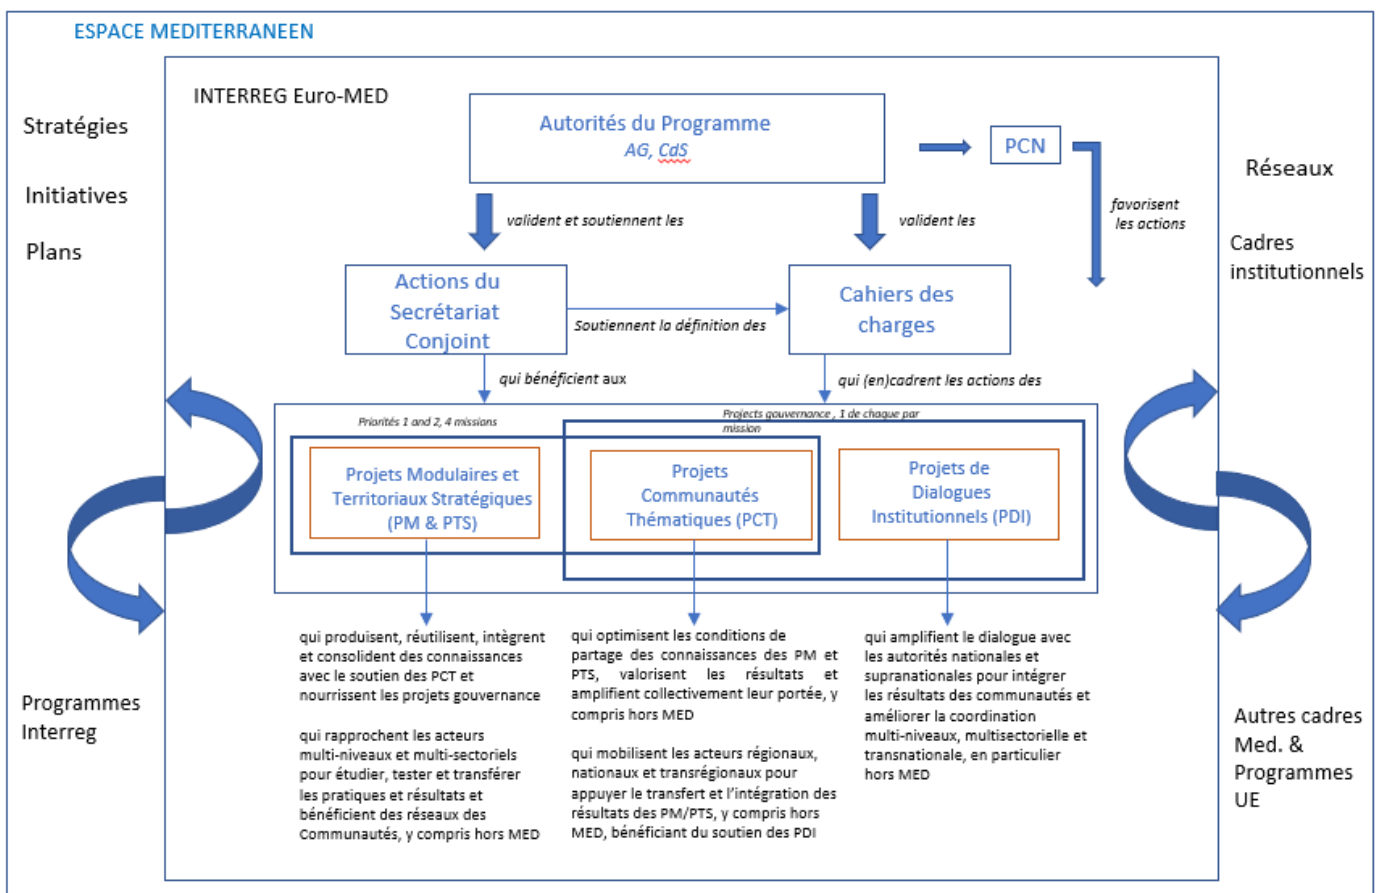 ESPACE MEDITERRANEEN
Stratégies
Initiatives
Plans
INTERREG Euro-MED
Autorités du Programme
AG, CdS
PCN
Réseaux
Cadres
institutionnels
valident et soutiennent les
valident les
favorisent
les actions
Actions du
Secrétariat
Conjoint
Soutiennent la définition des
Cahiers des
charges
qui bénéficient aux
qui (en)cadrent les actions des
Priorités 1 and 2, 4 missions
Projects gouvernance , 1 de chaque par
mission
Projets Modulaires et
Territoriaux Stratégiques
(PM & PTS)
Projets
Communautés
Thématiques (PCT)
Projets de
Dialogues
Institutionnels (PDI)
qui produisent, réutilisent, intègrent
et consolident des connaissances
avec le soutien des PCT et
nourrissent les projets gouvernance
qui rapprochent les acteurs
multi-niveaux et multi-sectoriels
pour étudier, tester et transférer
les pratiques et résultats et
bénéficient des réseaux des
Communautés, y compris hors MED
qui optimisent les conditions de
partage des connaissances des PM et
PTS, valorisent les résultats et
amplifient collectivement leur portée, y
compris hors MED
qui mobilisent les acteurs régionaux,
nationaux et transrégionaux pour
appuyer le transfert et l'intégration des
résultats des PM/PTS, y compris hors
MED, bénéficiant du soutien des PDI
qui amplifient le dialogue avec
les autorités nationales et
supranationales pour intégrer
les résultats des communautés et
améliorer la coordination
multi-niveaux, multisectorielle et
transnationale, en particulier
hors MED
Programmes
Interreg
Autres cadres
Med. &
Programmes
UE